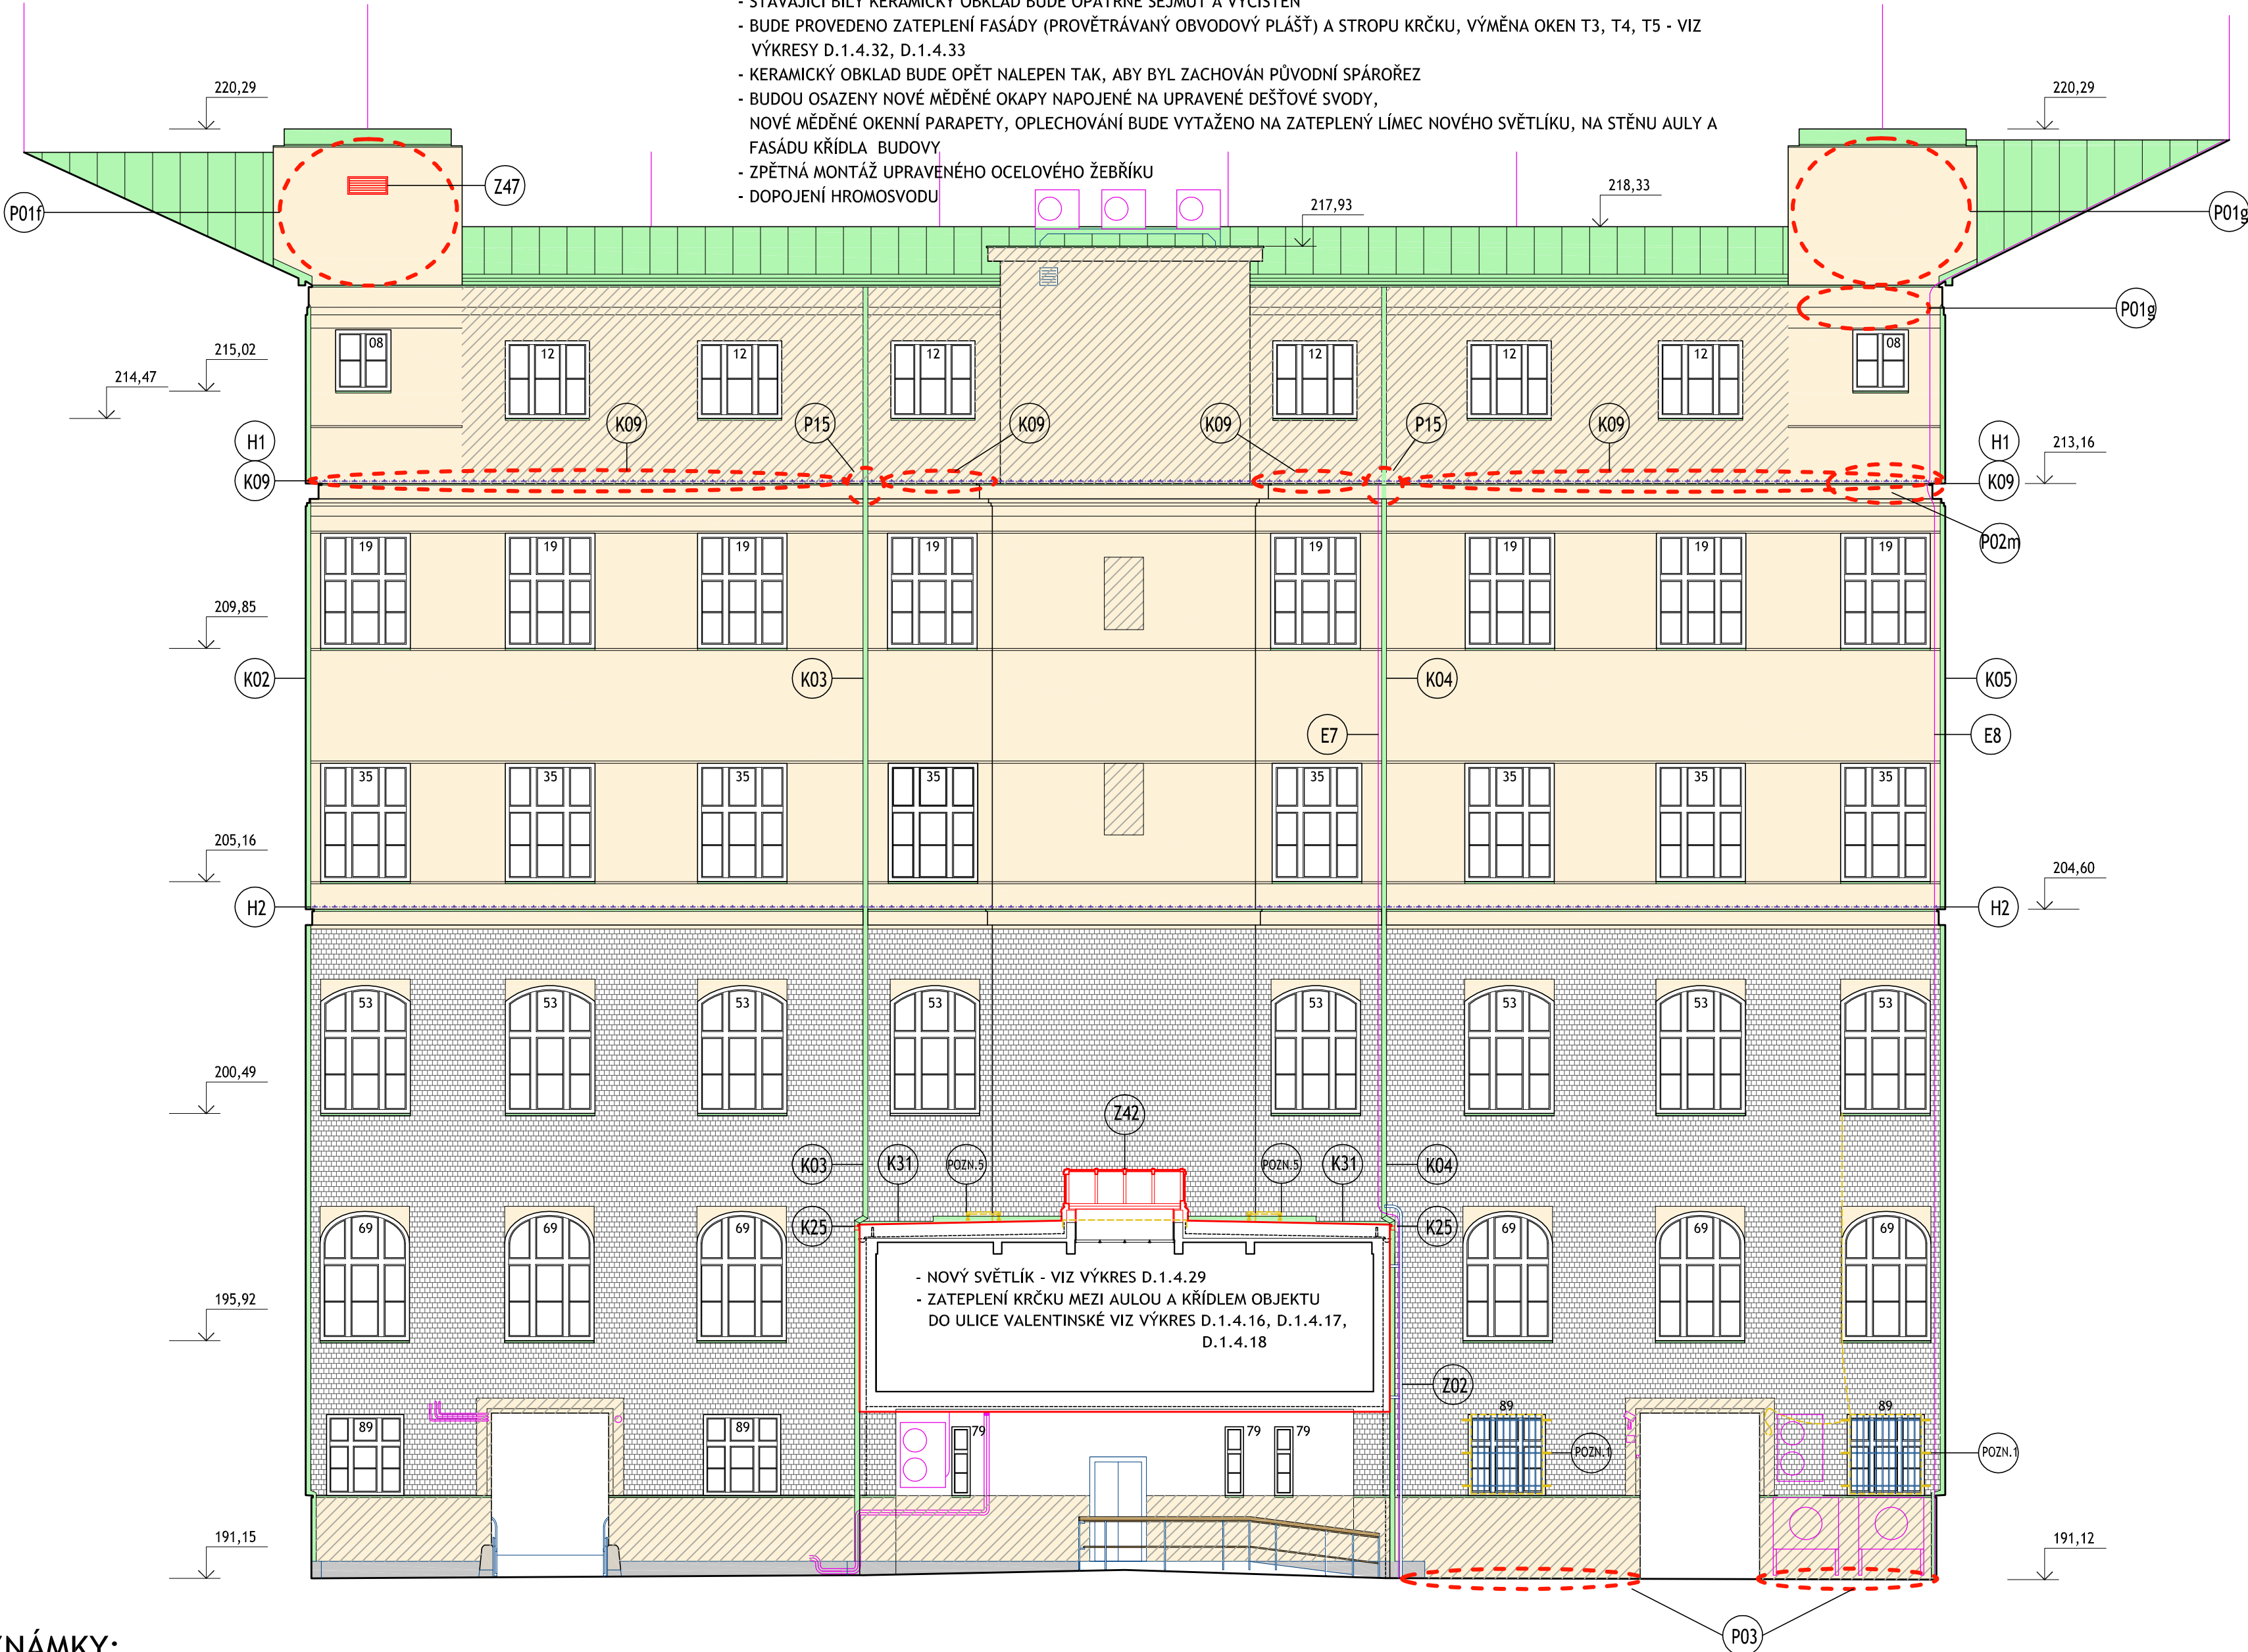 - STÁVAJÍCÍ BÍLÝ KERAMICKÝ OBKLAD BUDE OPATRNĚ SEJMUT A VYČIŠTĚN
- BUDE PROVEDENO ZATEPLENÍ FASÁDY (PROVĚTRÁVANÝ OBVODOVÝ PLÁŠŤ) A STROPU KRČKU, VÝMĚNA OKEN T3, T4, T5 - VIZ
VÝKRESY D.1.4.32, D.1.4.33
- KERAMICKÝ OBKLAD BUDE OPĚT NALEPEN TAK, ABY BYL ZACHOVÁN PŮVODNÍ SPÁROŘEZ
- BUDOU OSAZENY NOVÉ MĚDĚNÉ OKAPY NAPOJENÉ NA UPRAVENÉ DEŠŤOVÉ SVODY,
NOVÉ MĚDĚNÉ OKENNÍ PARAPETY, OPLECHOVÁNÍ BUDE VYTAŽENO NA ZATEPLENÝ LÍMEC NOVÉHO SVĚTLÍKU, NA STĚNU AULY A
FASÁDU KŘÍDLA BUDOVY
- ZPĚTNÁ MONTÁŽ UPRAVENÉHO OCELOVÉHO ŽEBŘÍKU
- DOPOJENÍ HROMOSVODU
220,29
220,29
Z47
218,33
217,93
P01f
P01g
P01g
08
12
12
12
12
12
12
08
215,02
214,47
K09
P15
K09
K09
P15
K09
H1
H1
213,16
K09
K09
P02m
19
19
19
19
19
19
19
19
209,85
K02
K03
K04
K05
E7
E8
35
35
35
35
35
35
35
35
205,16
204,60
H2
H2
53
53
53
53
53
53
53
53
200,49
Z42
K03
K31
POZN.5
POZN.5
K31
K04
K25
K25
69
69
69
69
69
69
- NOVÝ SVĚTLÍK - VIZ VÝKRES D.1.4.29
- ZATEPLENÍ KRČKU MEZI AULOU A KŘÍDLEM OBJEKTU
DO ULICE VALENTINSKÉ VIZ VÝKRES D.1.4.16, D.1.4.17,
D.1.4.18
195,92
Z02
89
89
79
79
79
89
89
POZN.1
POZN.1
191,15
191,12
P03
ZNÁMKY: